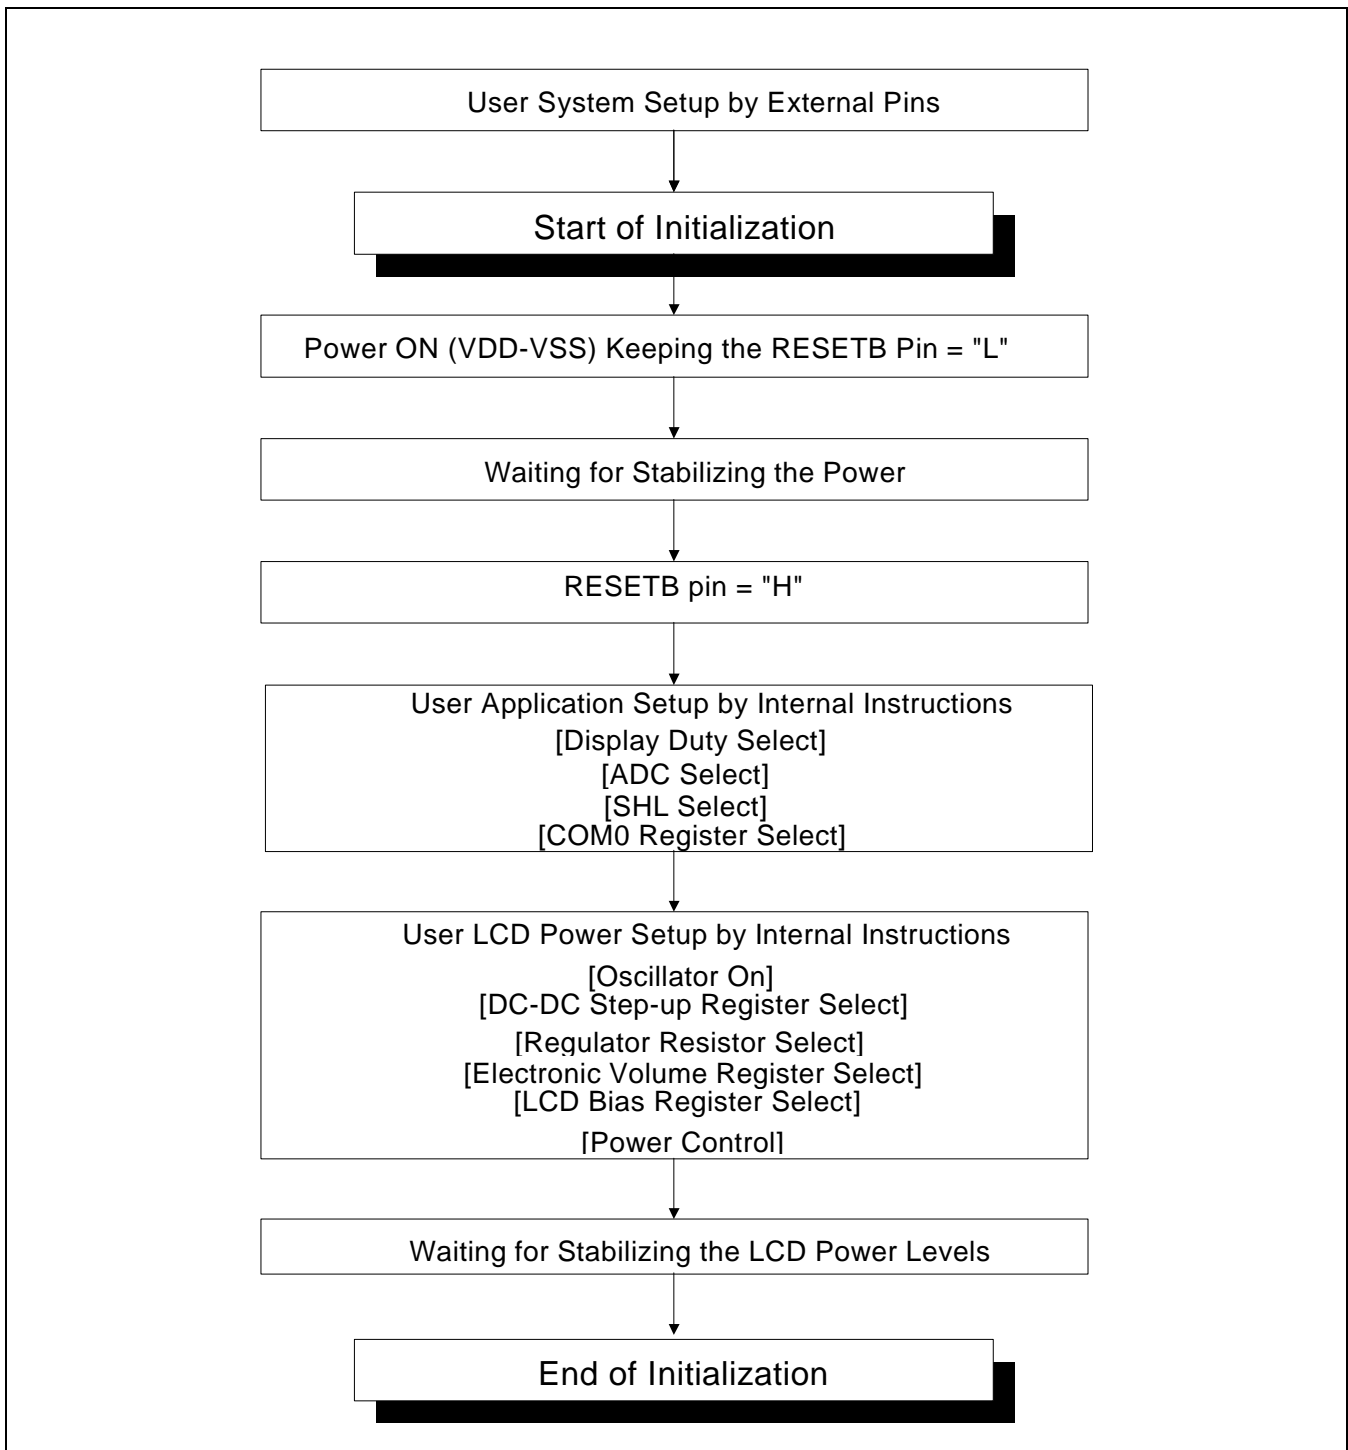 User System Setup by External Pins
Start of Initialization
Power ON (VDD-VSS) Keeping the RESETB Pin = "L"
Waiting for Stabilizing the Power
RESETB pin = "H"
User Application Setup by Internal Instructions
[Display Duty Select]
[ADC Select]
[SHL Select]
[COM0 Register Select]
User LCD Power Setup by Internal Instructions
[Oscillator On]
[DC-DC Step-up Register Select]
[Regulator Resistor Select]
[Electronic Volume Register Select]
[LCD Bias Register Select]
[Power Control]
Waiting for Stabilizing the LCD Power Levels
End of Initialization